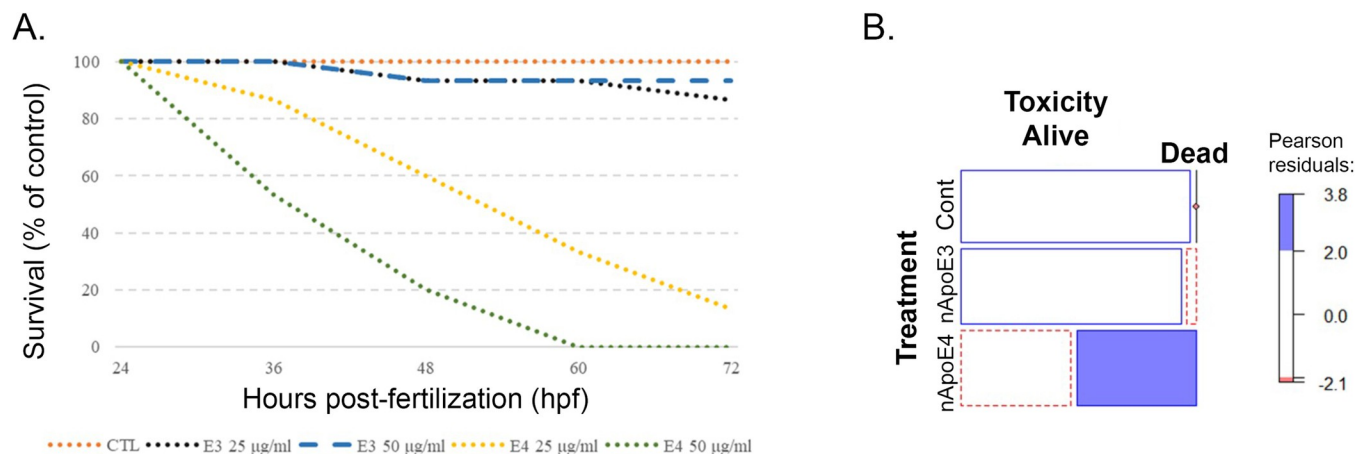 A.
Survival (% of control)
100
80
60
40
20
0
24 36 48 60 72
Hours post-fertilization (hpf)
CTL E3 25 µg/ml E3 50 µg/ml E4 25 µg/ml E4 50 µg/ml
B.
Toxicity
Alive
Dead
Treatment
Cont
nApoE3
nApoE4
Pearson
residuals:
3.8
2.0
0.0
-2.1